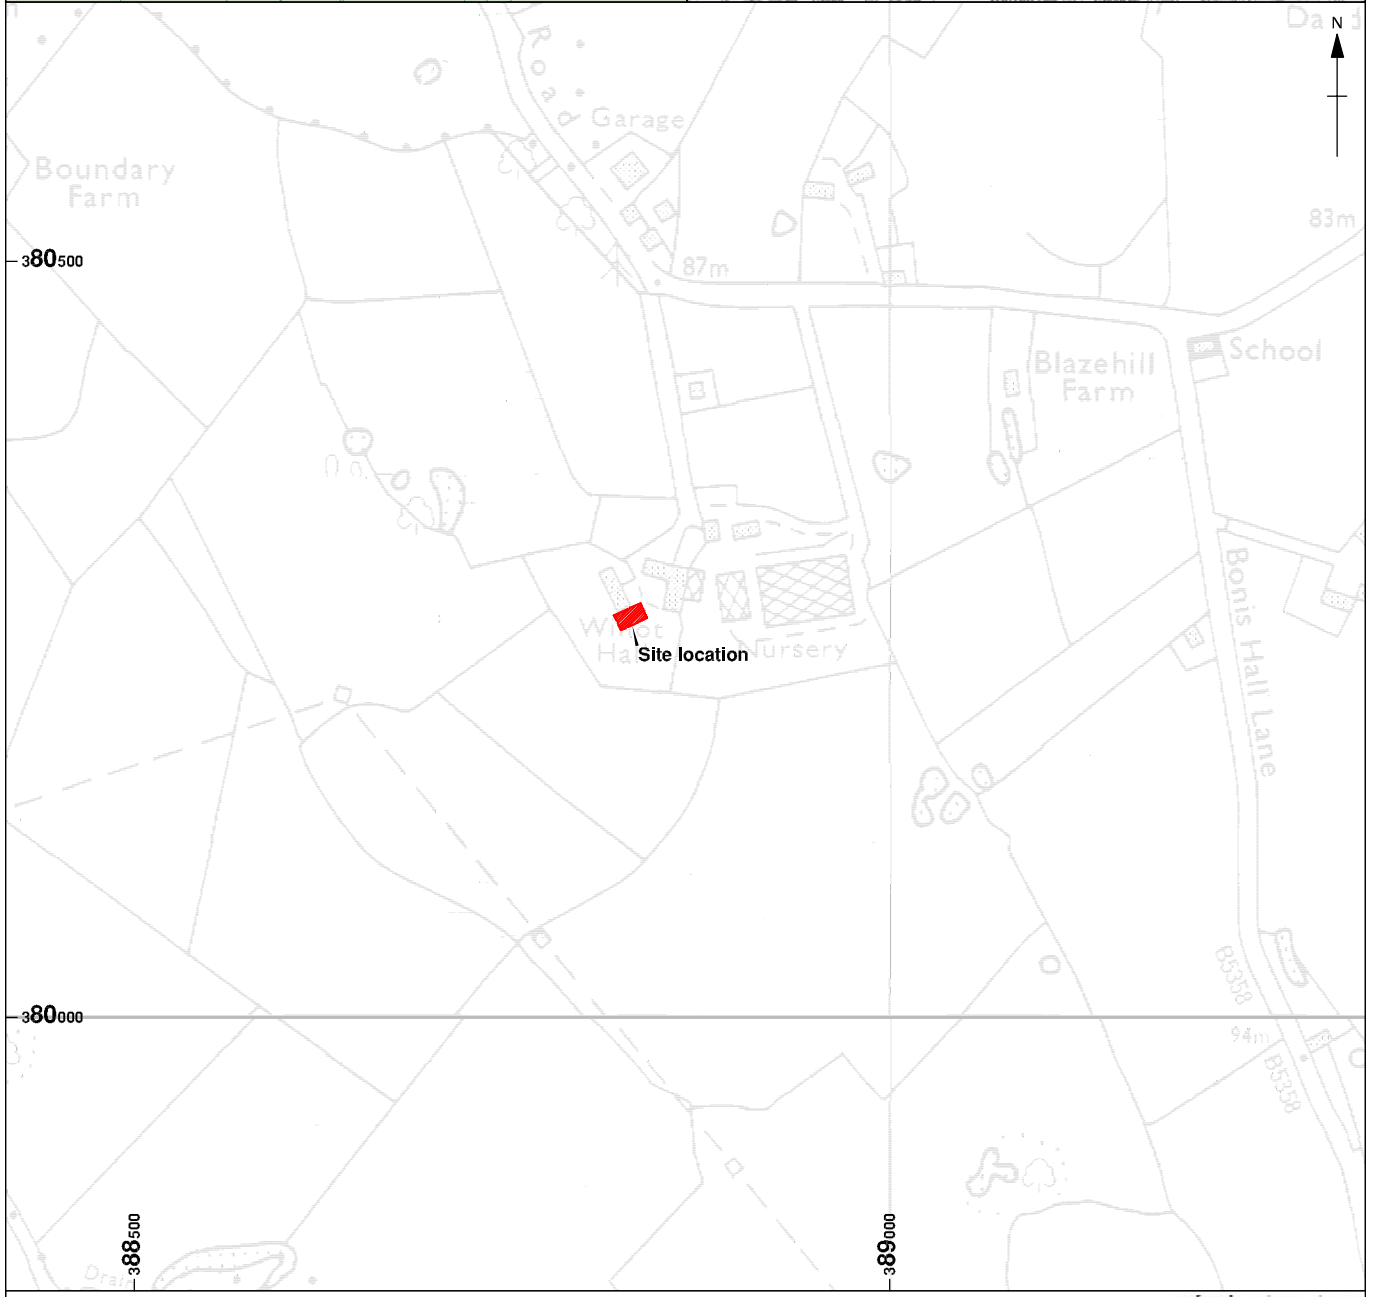 N
Road
Garage
Boundary
Farm
83m
380500
87m
School
Blazehill
Farm
Bonis Hall Lane
Site location
Nursery
B5358
380000
94m
B5358
388500
389000
Drain